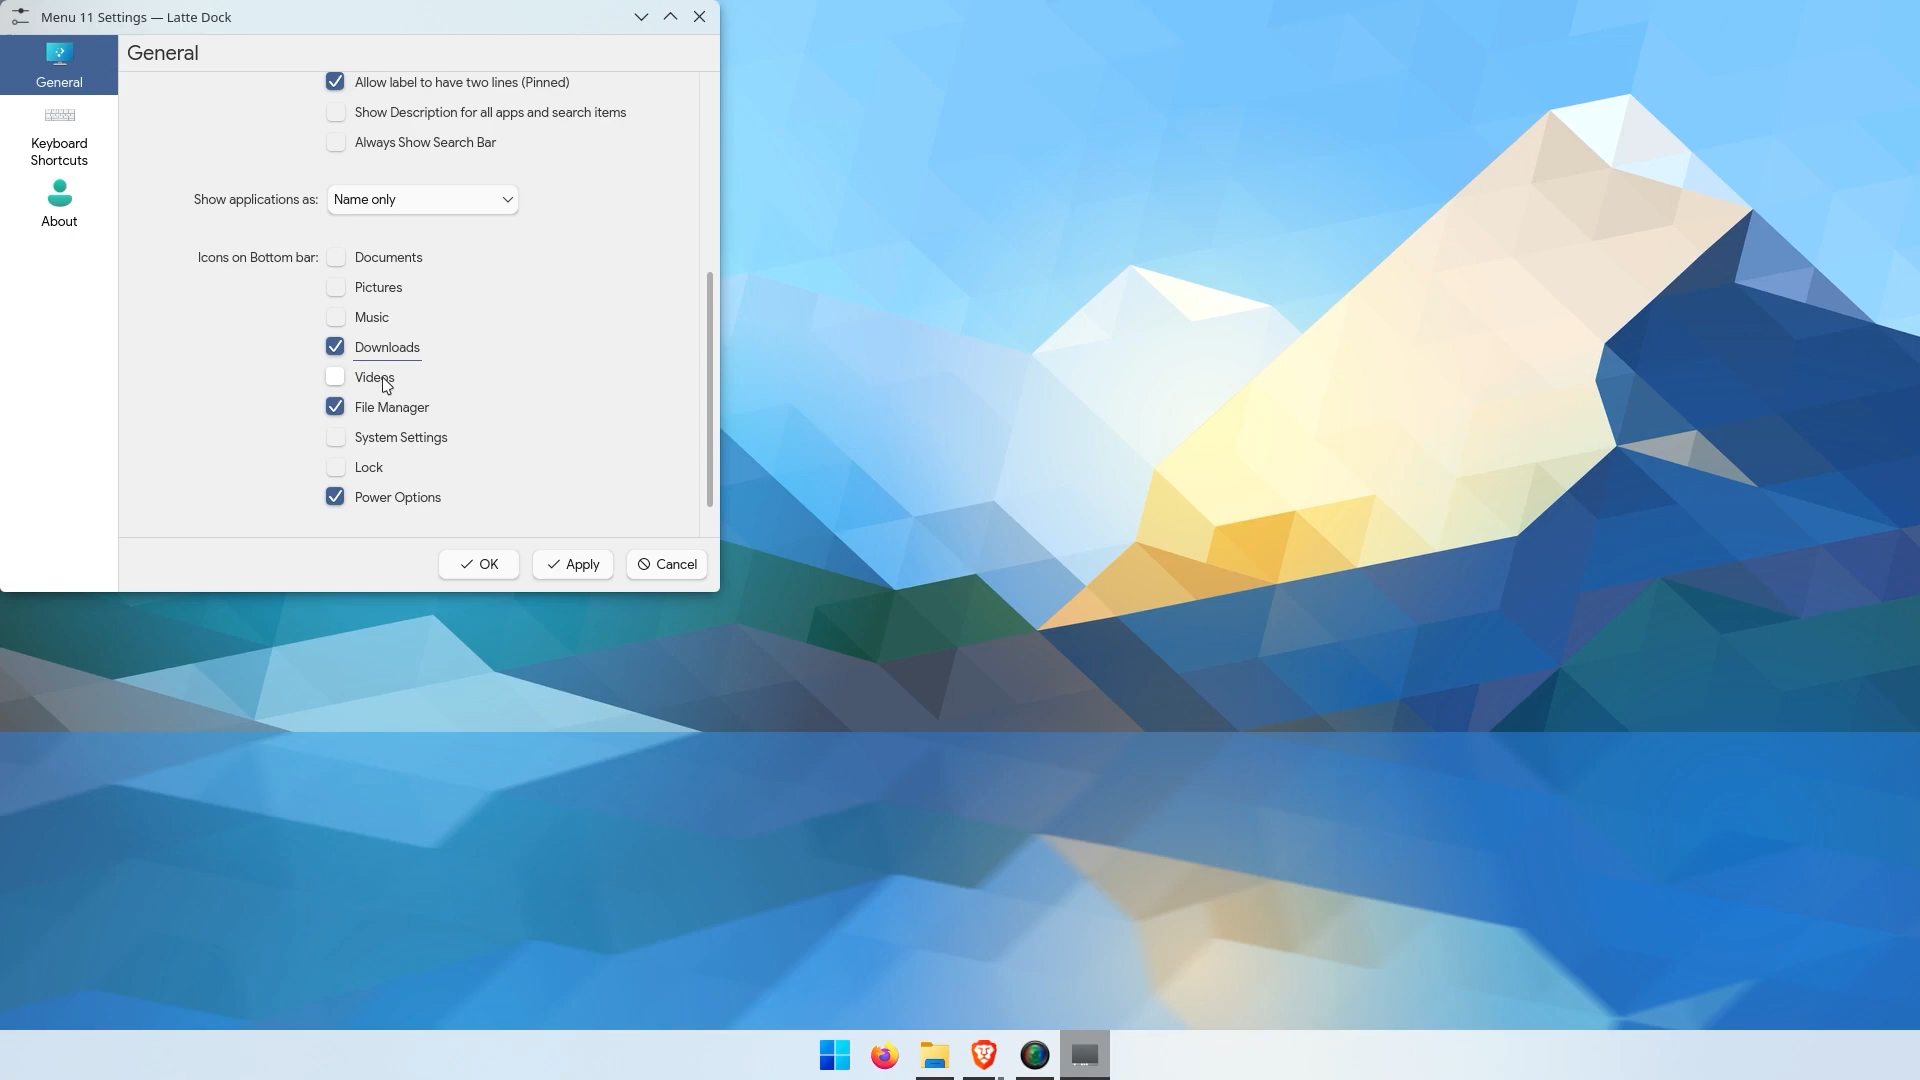 Menu 11 Settings — Latte Dock
General
General
Keyboard
Shortcuts
About
Allow label to have two lines (Pinned)
Show Description for all apps and search items
Always Show Search Bar
Show applications as: Name only
Icons on Bottom bar: Documents
Pictures
Music
Downloads
Videos
File Manager
System Settings
Lock
Power Options
OK Apply Cancel